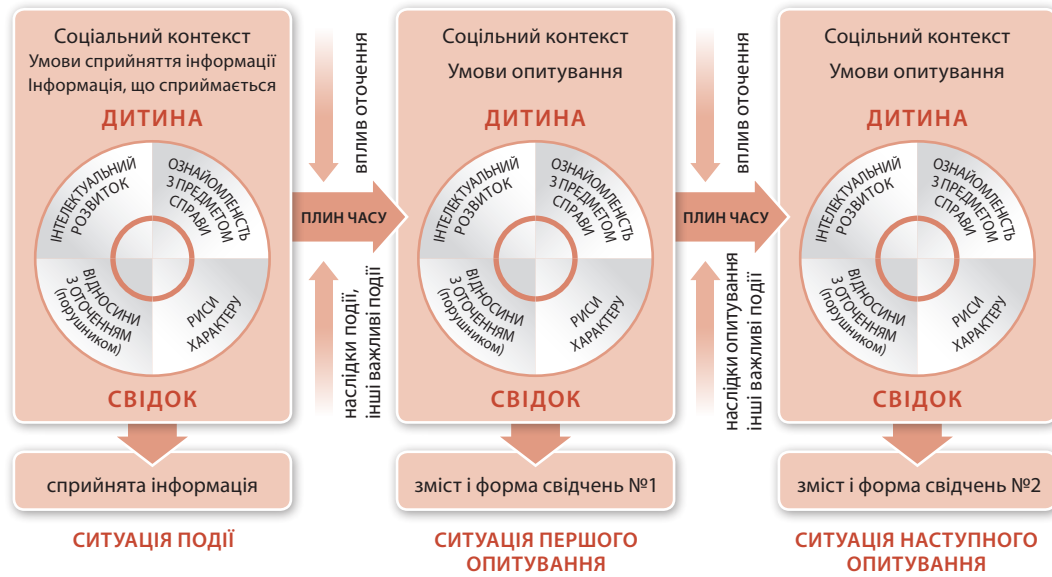 Соціальний контекст
Умови сприйняття інформації
Інформація, що сприймається
ДИТИНА
ІНТЕЛЕКТУАЛЬНИЙ
РОЗВИТОК
ОЗНАЙОМЛЕНІСТЬ
З ПРЕДМЕТОМ
СПРАВИ
ВІДНОСИНИ
З ОТОЧЕННЯМ
(порушником)
РИСИ
ХАРАКТЕРУ
СВІДОК
сприйнята інформація
СИТУАЦІЯ ПОДІЇ
вплив оточення
ПЛИН ЧАСУ
наслідки події,
інші важливі події...
Соцільний контекст
Умови опитування
ДИТИНА
ІНТЕЛЕКТУАЛЬНИЙ
РОЗВИТОК
ОЗНАЙОМЛЕНІСТЬ
З ПРЕДМЕТОМ
СПРАВИ
ВІДНОСИНИ
З ОТОЧЕННЯМ
(порушником)
РИСИ
ХАРАКТЕРУ
СВІДОК
зміст і форма свідчень №1
СИТУАЦІЯ ПЕРШОГО
ОПИТУВАННЯ
вплив оточення
ПЛИН ЧАСУ
наслідки опитування
інші важливі події
Соцільний контекст
Умови опитування
ДИТИНА
ІНТЕЛЕКТУАЛЬНИЙ
РОЗВИТОК
ОЗНАЙОМЛЕНІСТЬ
З ПРЕДМЕТОМ
СПРАВИ
ВІДНОСИНИ
З ОТОЧЕННЯМ
(порушником)
РИСИ
ХАРАКТЕРУ
СВІДОК
зміст і форма свідчень №2
СИТУАЦІЯ НАСТУПНОГО
ОПИТУВАННЯ